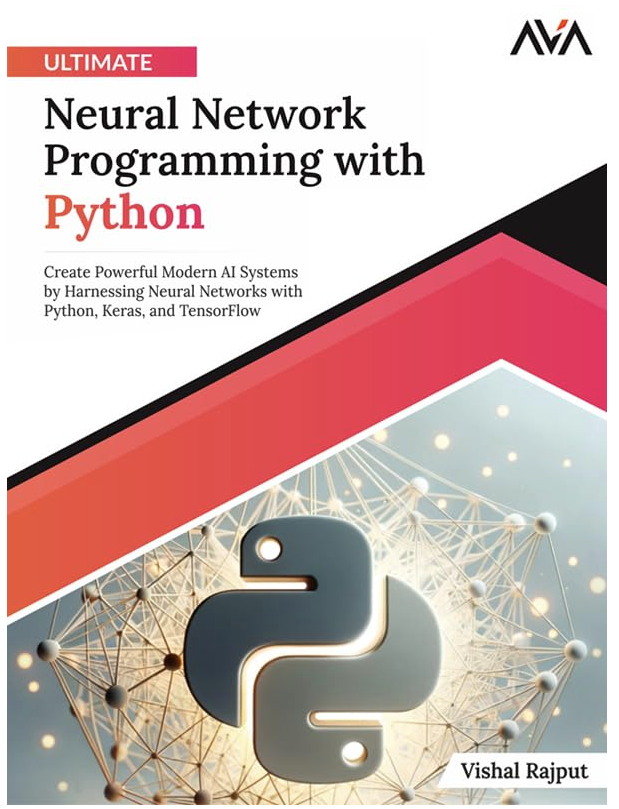 AVA
ULTIMATE
Neural Network
Programming with
Python
Create Powerful Modern AI Systems
by Harnessing Neural Networks with
Python, Keras, and TensorFlow
Vishal Rajput